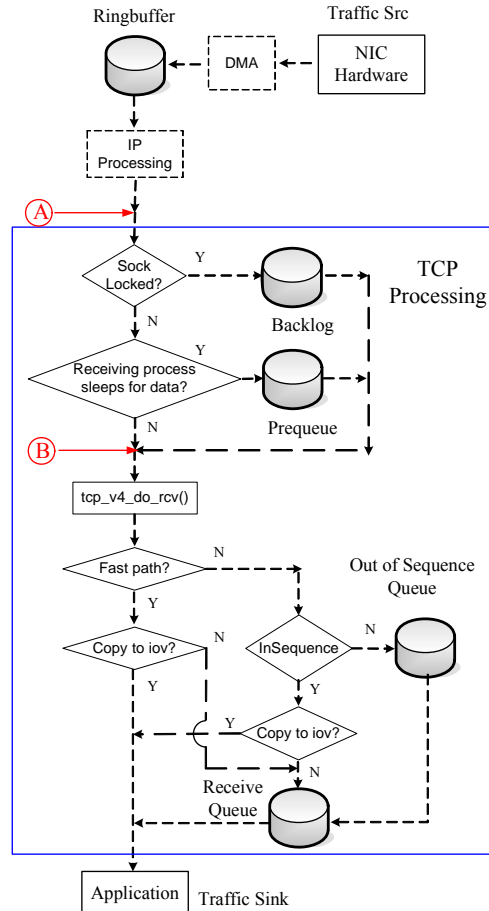 Ringbuffer
Traffic Src
DMA
NIC
Hardware
IP
Processing
A
TCP
Processing
Sock
Locked?
Y
N
Backlog
Receiving process
sleeps for data?
Y
N
Prequeue
B
tcp_v4_do_rcv()
Fast path?
N
Y
Out of Sequence
Queue
Copy to iov?
N
Y
InSequence
N
Y
Copy to iov?
Y
N
Receive
Queue
Application
Traffic Sink